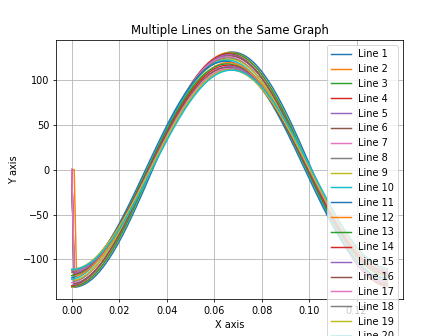 Multiple Lines on the Same Graph
Y axis
100
50
0
−50
−100
0.00
0.02
0.04
0.06
0.08
0.10
X axis
Line 1
Line 2
Line 3
Line 4
Line 5
Line 6
Line 7
Line 8
Line 9
Line 10
Line 11
Line 12
Line 13
Line 14
Line 15
Line 16
Line 17
Line 18
Line 19
Line 20